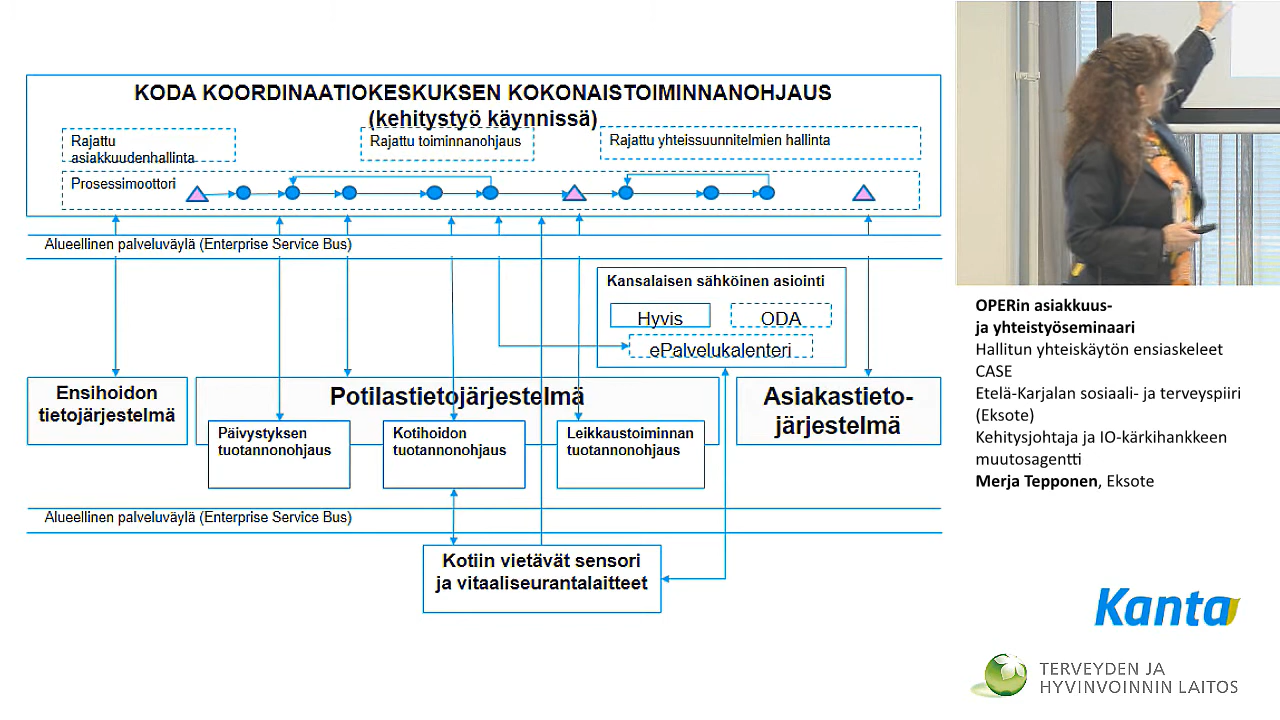 KODA KOORDINAATIOKESKUKSEN KOKONAISTOIMINNANOHJAUS
(kehitystyö käynnissä)
Rajattu
asiakkuudenhallinta
Rajattu toiminnanohjaus
Rajattu yhteissuunnitelmien hallinta
Prosessimoottori
Alueellinen palveluväylä (Enterprise Service Bus)
Kansalaisen sähköinen asiointi
Hyvis
ODA
ePalvelukalenteri
Ensihoidon
tietojärjestelmä
Potilastietojärjestelmä
Päivystyksen
tuotannonohjaus
Kotihoidon
tuotannonohjaus
Leikkaustoiminnan
tuotannonohjaus
Asiakastieto-
järjestelmä
Alueellinen palveluväylä (Enterprise Service Bus)
Kotiin vietävät sensori
ja vitaaliseurantalaitteet
OPERin asiakkuus-
ja yhteistyöseminaari
Hallitun yhteiskäytön ensiaskeleet
CASE
Etelä-Karjalan sosiaali- ja terveyspiiri
(Eksote)
Kehitysjohtaja ja IO-kärkihankkeen
muutosagentti
Merja Tepponen, Eksote
Kanta
TERVEYDEN JA
HYVINVOINNIN LAITOS